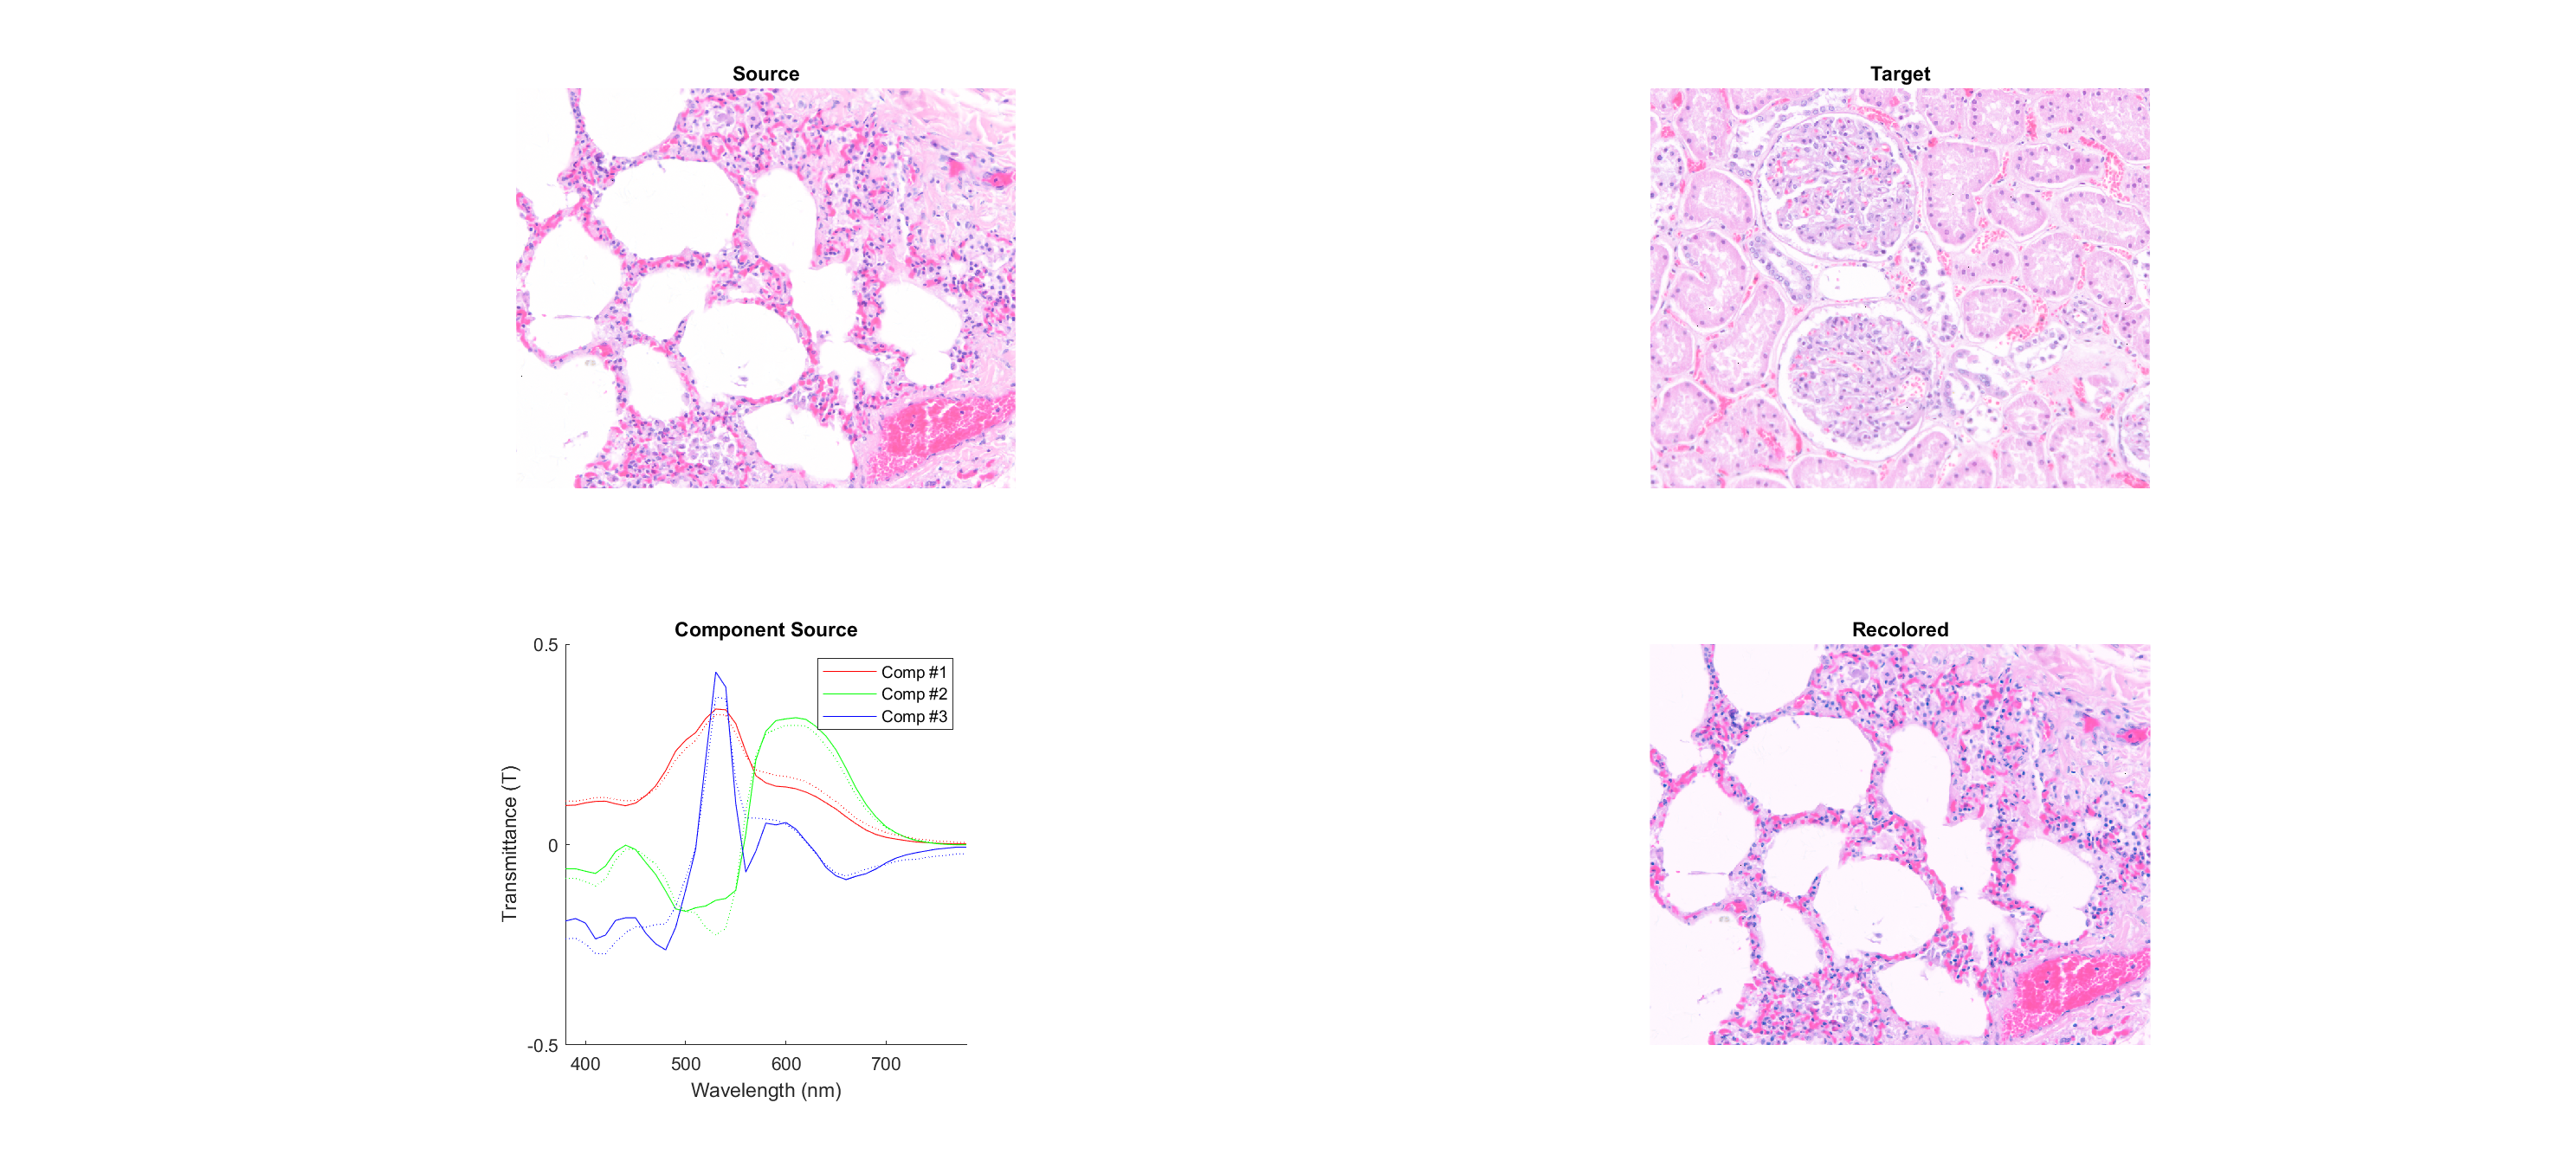 Source
Target
Component Source
0.5
0
-0.5
400 500 600 700
Transmittance (T)
Wavelength (nm)
Comp #1
Comp #2
Comp #3
Recolored